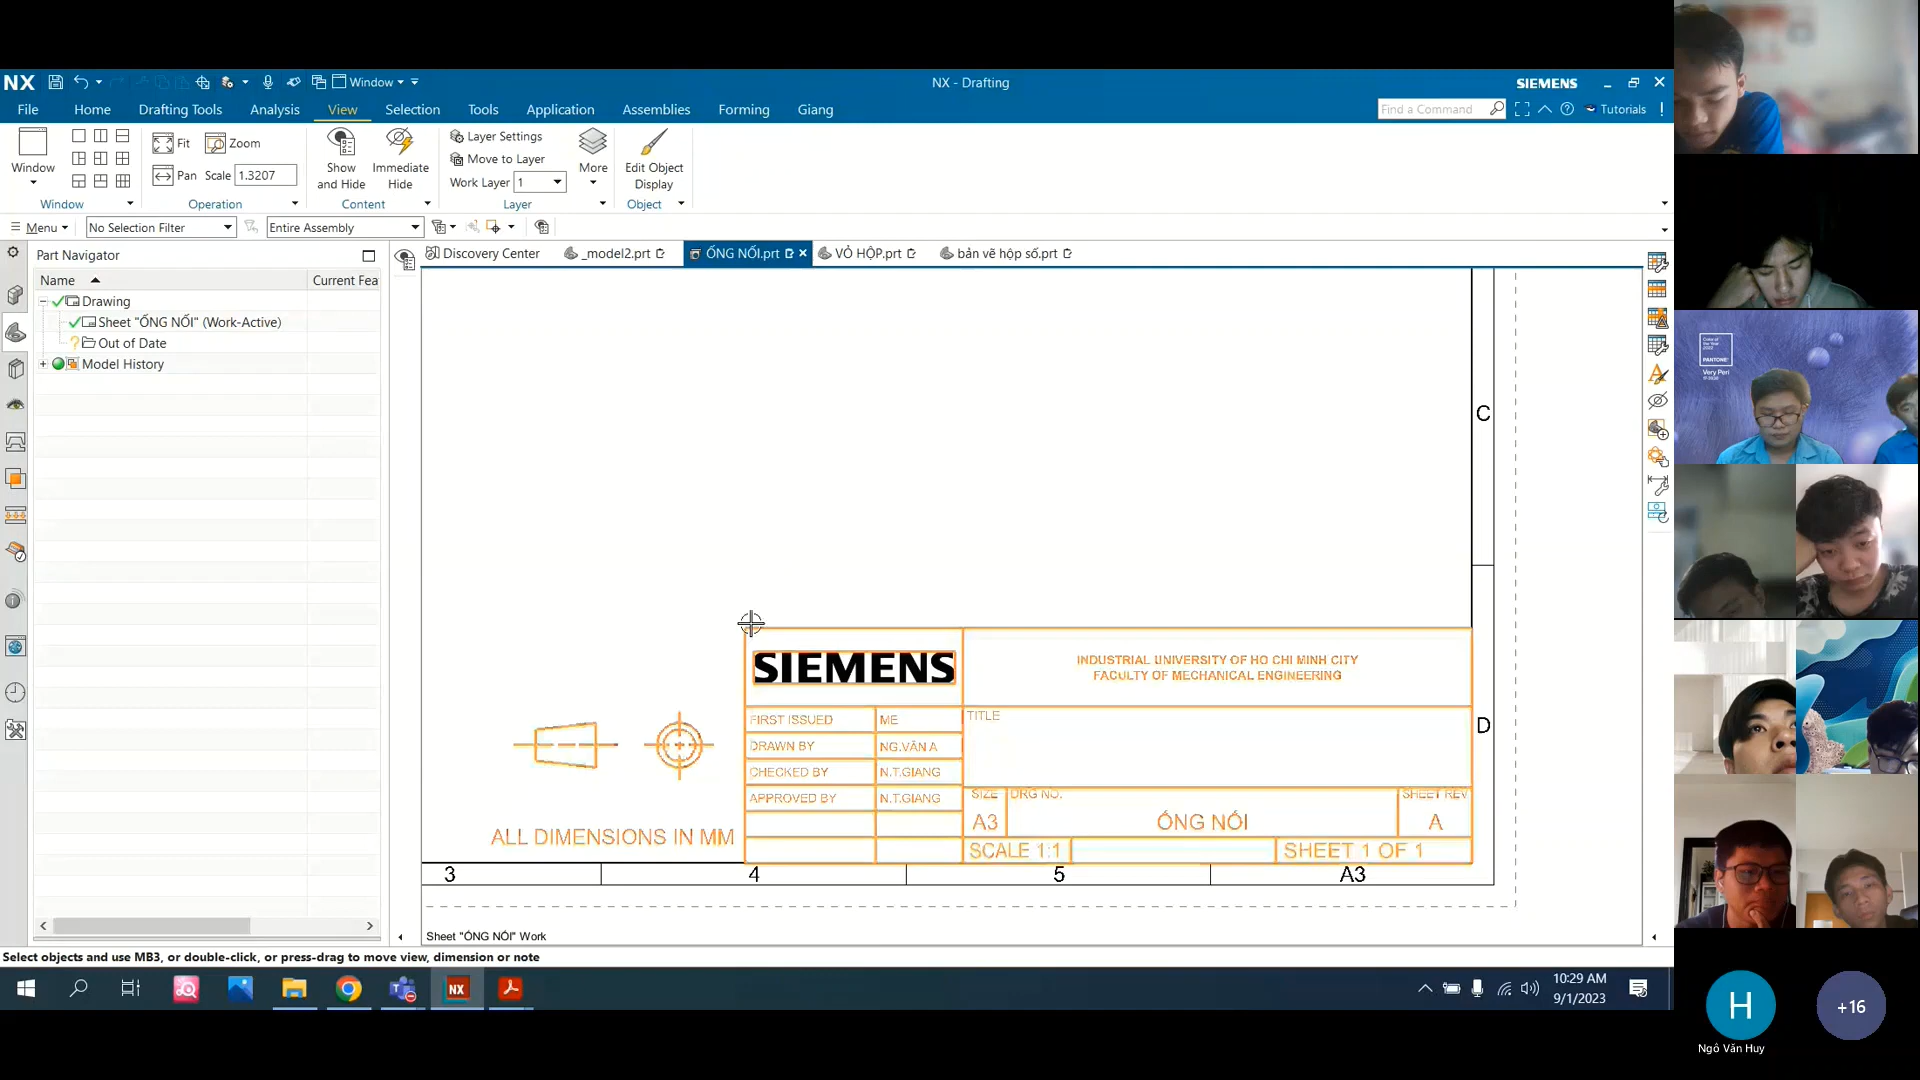 NX
Window
NX - Drafting
SIEMENS
File
Home
Drafting Tools
Analysis
View
Selection
Tools
Application
Assemblies
Forming
Giang
Find a Command
Tutorials
Window
Fit
Zoom
Pan
Scale
1.3207
Show and Hide
Immediate Hide
Layer Settings
Move to Layer
Work Layer
1
More
Edit Object Display
Window
Operation
Content
Layer
Object
Menu
No Selection Filter
Entire Assembly
Part Navigator
Discovery Center
_model2.prt
ỐNG NỐI.prt
VỎ HỘP.prt
bản vẽ hộp số.prt
Name
Current Fea
Drawing
Sheet "ỐNG NỐI" (Work-Active)
Out of Date
Model History
C
D
SIEMENS
INDUSTRIAL UNIVERSITY OF HO CHI MINH CITY
FACULTY OF MECHANICAL ENGINEERING
FIRST ISSUED
ME
TITLE
DRAWN BY
NG.VĂN A
CHECKED BY
N.T.GIANG
APPROVED BY
N.T.GIANG
SIZE
DRG NO.
SHEET REV
A3
ỐNG NỐI
A
ALL DIMENSIONS IN MM
SCALE 1:1
SHEET 1 OF 1
3
4
5
A3
Sheet "ỐNG NỐI" Work
Select objects and use MB3, or double-click, or press-drag to move view, dimension or note
NX
10:29 AM
9/1/2023
PANTONE
Very Peri
H
Ngô Văn Huy
+16